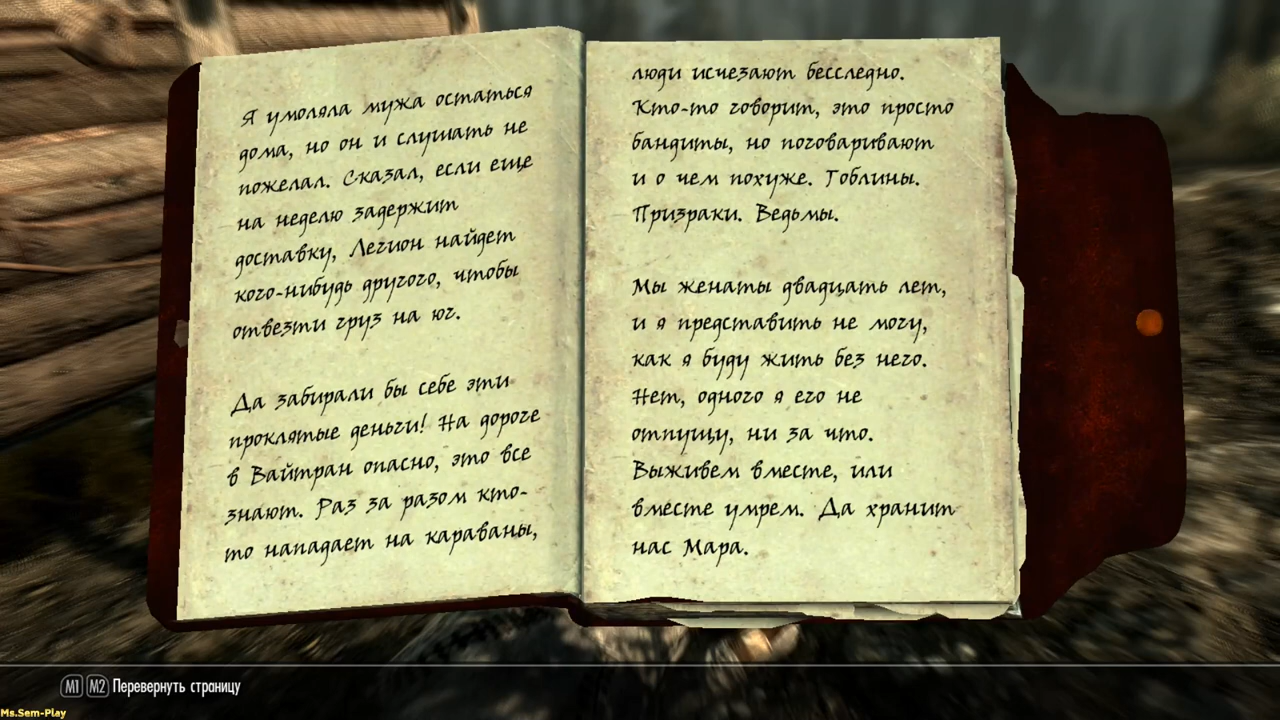 Я умоляла мужа остаться
дома, но он и слушать не
пожелал. Сказал, если еще
на неделю задержит
доставку, Легион найдет
кого-нибудь другого, чтобы
отвезти груз на юг.
Да забирали бы себе эти
проклятые деньги! На дороге
в Вайтран опасно, это все
знают. Раз за разом кто-
то нападает на караваны,
люди исчезают бесследно.
Кто-то говорит, это просто
бандиты, но поговаривают
и о чем похуже. Гоблины.
Призраки. Ведьмы.
Мы женаты двадцать лет,
и я представить не могу,
как я буду жить без него.
Нет, одного я его не
отпущу, ни за что.
Выживем вместе, или
вместе умрем. Да хранит
нас Мара.
M1 M2 Перевернуть страницу
Ms.Sem-Play